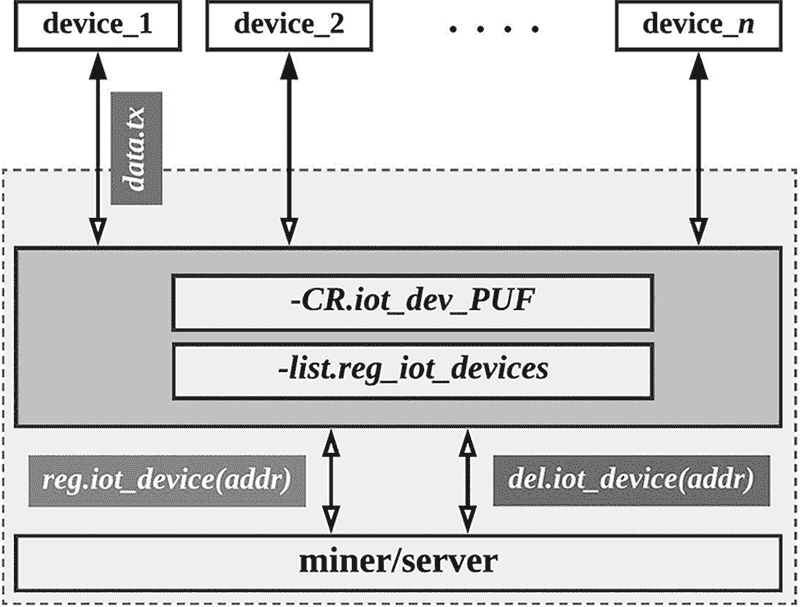 device_1 device_2 . . . . device_n
data.tx
-CR.iot_dev_PUF
-list.reg_iot_devices
reg.iot_device(addr) del.iot_device(addr)
miner/server